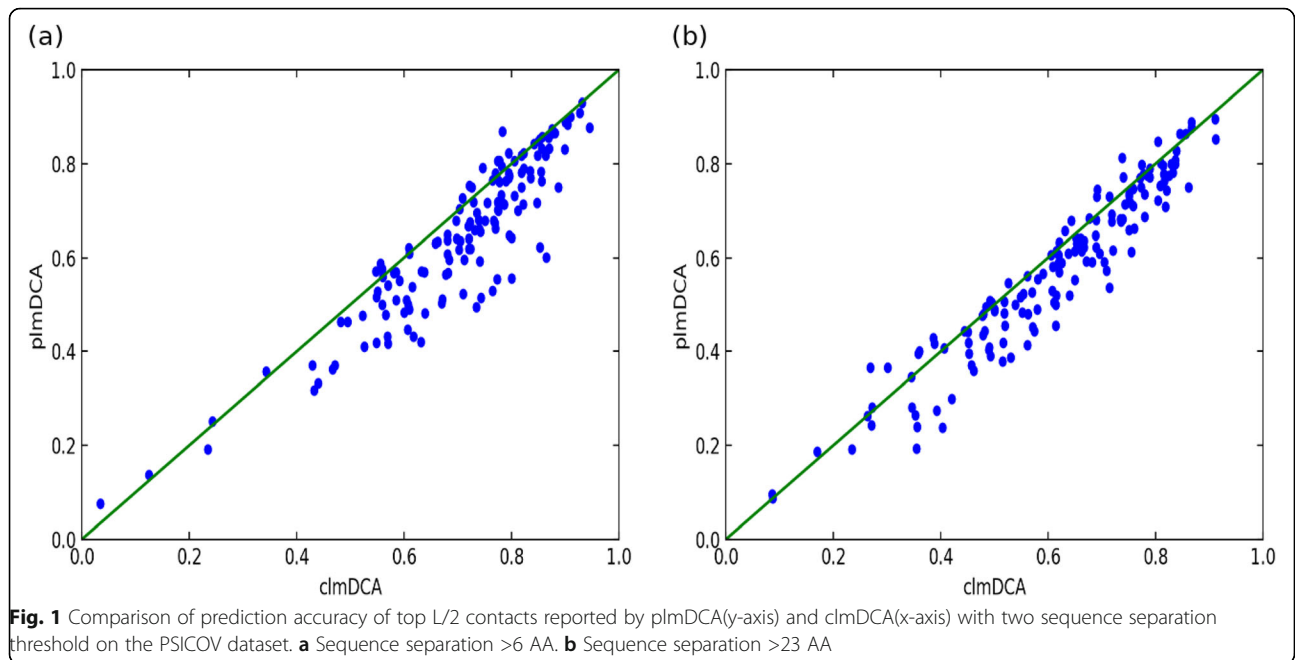 (a)
(b)
1.0
0.8
0.6
0.4
0.2
0.0
plmDCA
0.0 0.2 0.4 0.6 0.8 1.0
clmDCA
1.0
0.8
0.6
0.4
0.2
0.0
plmDCA
0.0 0.2 0.4 0.6 0.8 1.0
clmDCA
Fig. 1 Comparison of prediction accuracy of top L/2 contacts reported by plmDCA(y-axis) and clmDCA(x-axis) with two sequence separation
threshold on the PSICOV dataset. a Sequence separation >6 AA. b Sequence separation >23 AA